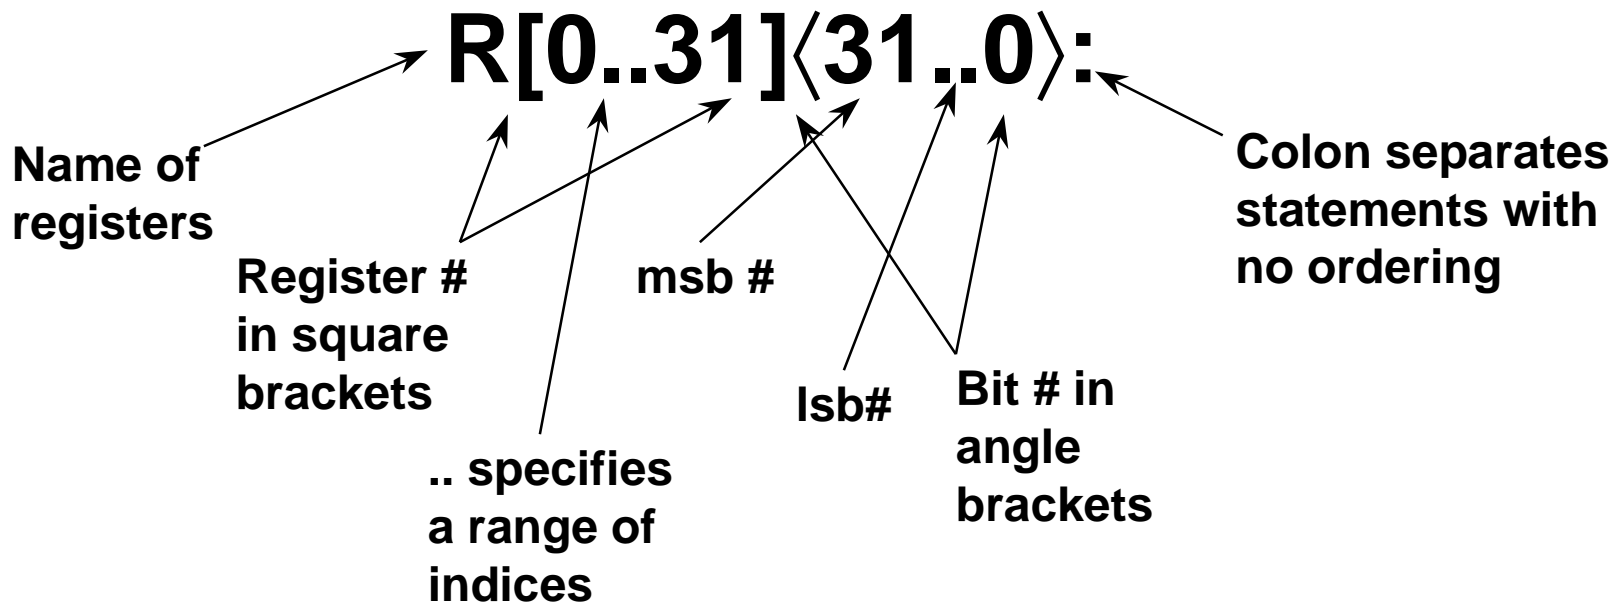 R[0..31]⟨31..0⟩:
Name of
registers
Register #
in square
brackets
.. specifies
a range of
indices
msb #
lsb#
Bit # in
angle
brackets
Colon separates
statements with
no ordering